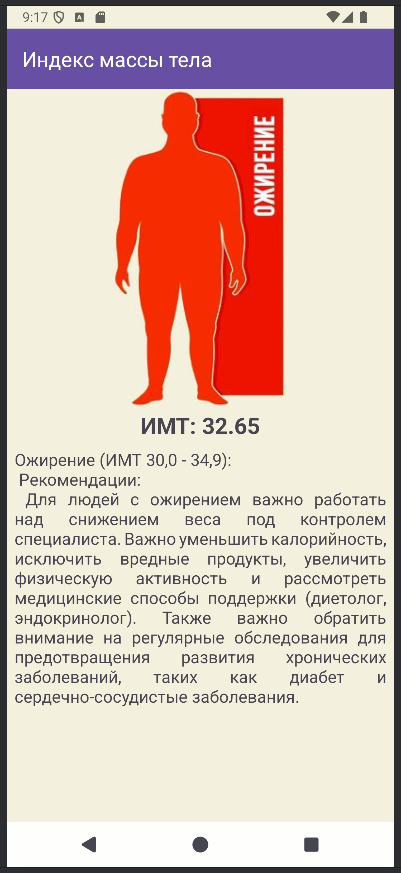 9:17
Индекс массы тела
ОЖИРЕНИЕ
ИМТ: 32.65
Ожирение (ИМТ 30,0 - 34,9):
Рекомендации:
Для людей с ожирением важно работать
над снижением веса под контролем
специалиста. Важно уменьшить калорийность,
исключить вредные продукты, увеличить
физическую активность и рассмотреть
медицинские способы поддержки (диетолог,
эндокринолог). Также важно обратить
внимание на регулярные обследования для
предотвращения развития хронических
заболеваний, таких как диабет и
сердечно-сосудистые заболевания.